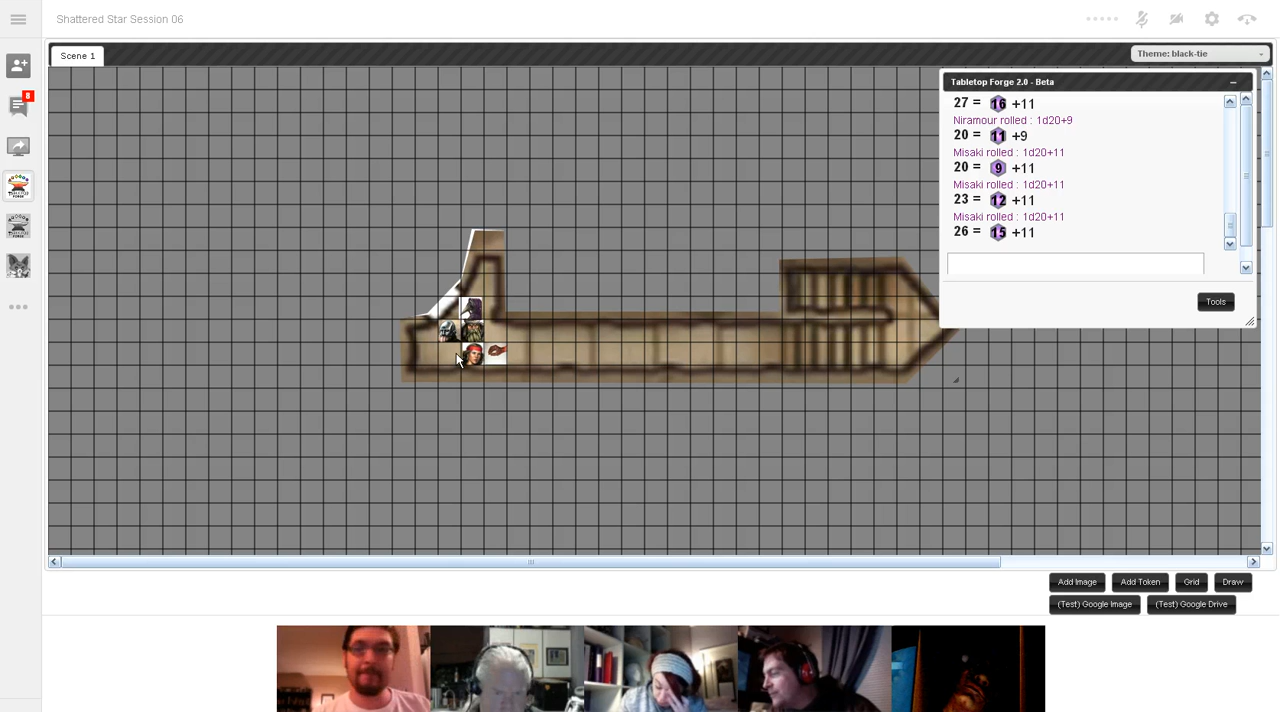 Shattered Star Session 06
Scene 1
Theme: black-tie
8
Tabletop Forge 2.0 - Beta
27 = 16 +11
Niramour rolled : 1d20+9
20 = 11 +9
Misaki rolled : 1d20+11
20 = 9 +11
Misaki rolled : 1d20+11
23 = 12 +11
Misaki rolled : 1d20+11
26 = 15 +11
Tools
Add Image
Add Token
Grid
Draw
(Test) Google Image
(Test) Google Drive